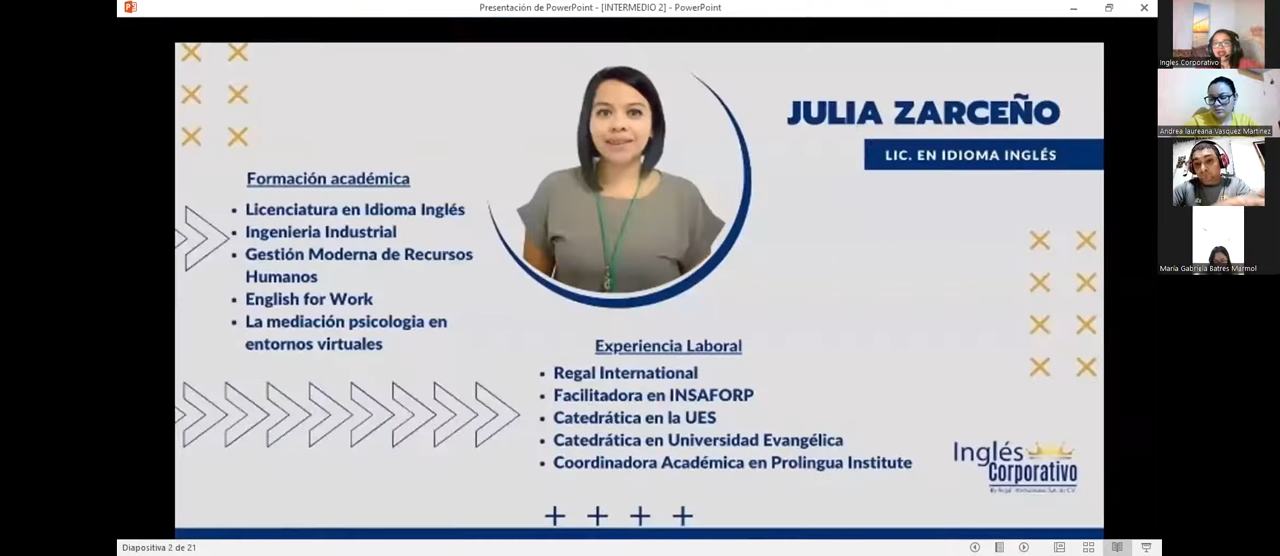 Presentación de PowerPoint - [INTERMEDIO 2] - PowerPoint
JULIA ZARCEÑO
LIC. EN IDIOMA INGLÉS
Formación académica
• Licenciatura en Idioma Inglés
• Ingenieria Industrial
• Gestión Moderna de Recursos
Humanos
• English for Work
• La mediación psicologia en
entornos virtuales
Experiencia Laboral
• Regal International
• Facilitadora en INSAFORP
• Catedrática en la UES
• Catedrática en Universidad Evangélica
• Coordinadora Académica en Prolingua Institute
Inglés
Corporativo
Diapositiva 2 de 21
Ingles Corporativo
Andrea laureana Vasquez Martinez
María Gabriela Batres Marmol